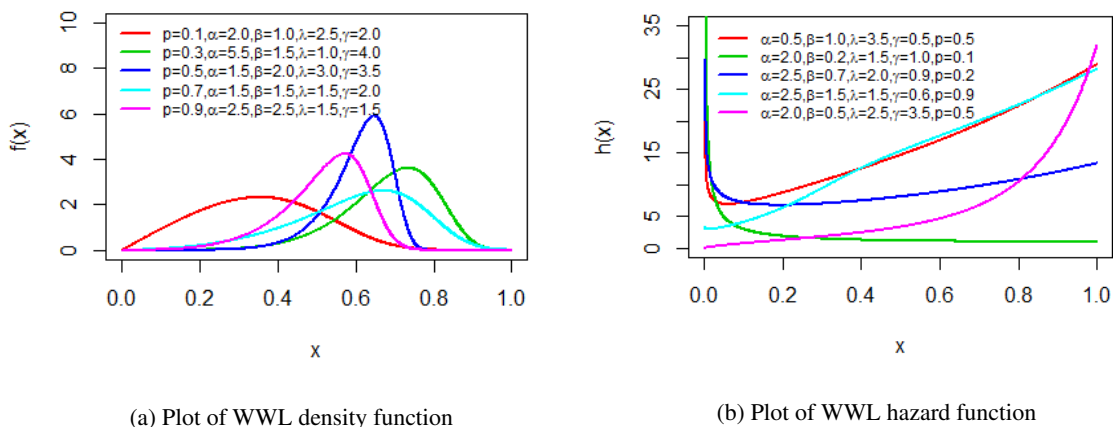 p=0.1,α=2.0,β=1.0,λ=2.5,γ=2.0
p=0.3,α=5.5,β=1.5,λ=1.0,γ=4.0
p=0.5,α=1.5,β=2.0,λ=3.0,γ=3.5
p=0.7,α=1.5,β=1.5,λ=1.5,γ=2.0
p=0.9,α=2.5,β=2.5,λ=1.5,γ=1.5
10
8
6
4
2
0
f(x)
0.0 0.2 0.4 0.6 0.8 1.0
x
(a) Plot of WWL density function
α=0.5,β=1.0,λ=3.5,γ=0.5,p=0.5
α=2.0,β=0.2,λ=1.5,γ=1.0,p=0.1
α=2.5,β=0.7,λ=2.0,γ=0.9,p=0.2
α=2.5,β=1.5,λ=1.5,γ=0.6,p=0.9
α=2.0,β=0.5,λ=2.5,γ=3.5,p=0.5
35
25
15
5
0
h(x)
0.0 0.2 0.4 0.6 0.8 1.0
x
(b) Plot of WWL hazard function